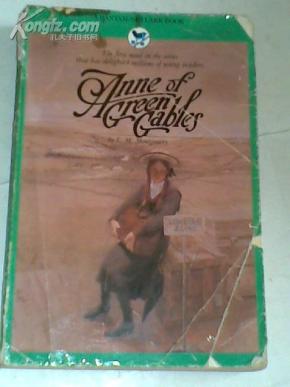 A BANTAM SKYLARK BOOK
The first novel in the series
that has delighted millions of young readers.
Anne of
Green
Gables
by L. M. Montgomery
Kongfz.com
孔夫子旧书网